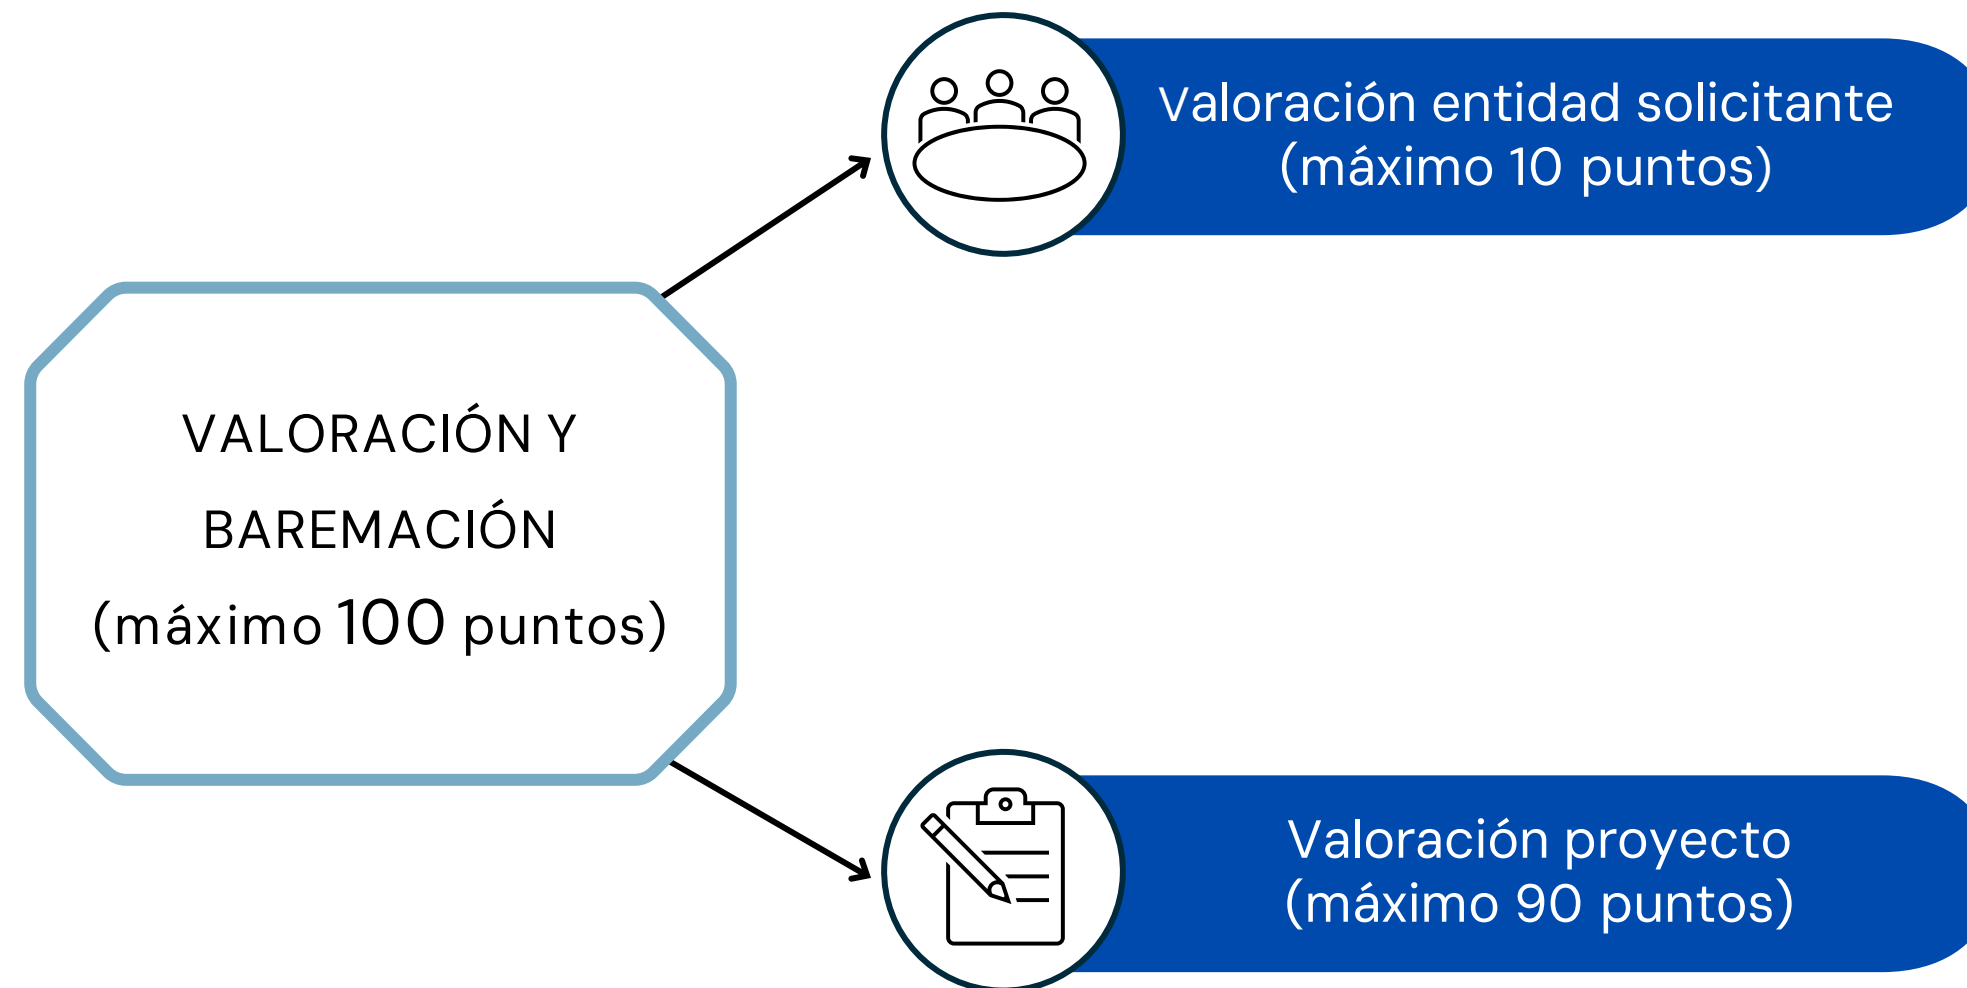 Valoración entidad solicitante
(máximo 10 puntos)
VALORACIÓN Y
BAREMACIÓN
(máximo 100 puntos)
Valoración proyecto
(máximo 90 puntos)